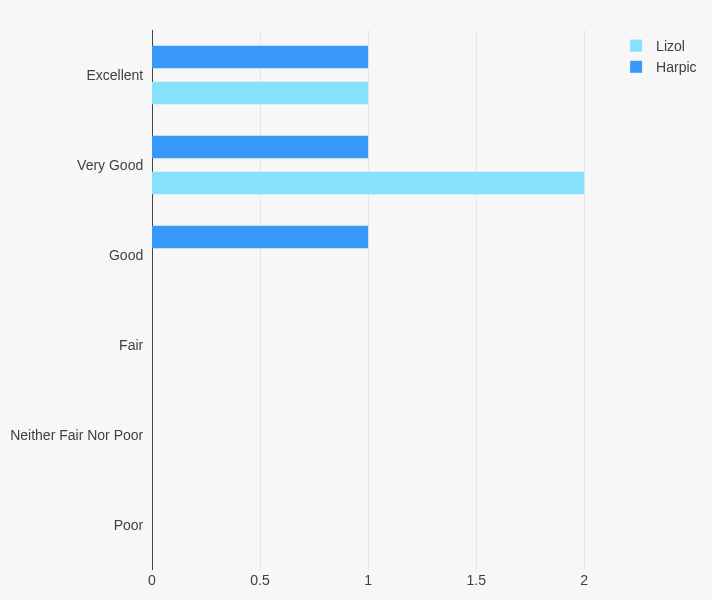 Lizol
Harpic
Excellent
Very Good
Good
Fair
Neither Fair Nor Poor
Poor
0 0.5 1 1.5 2